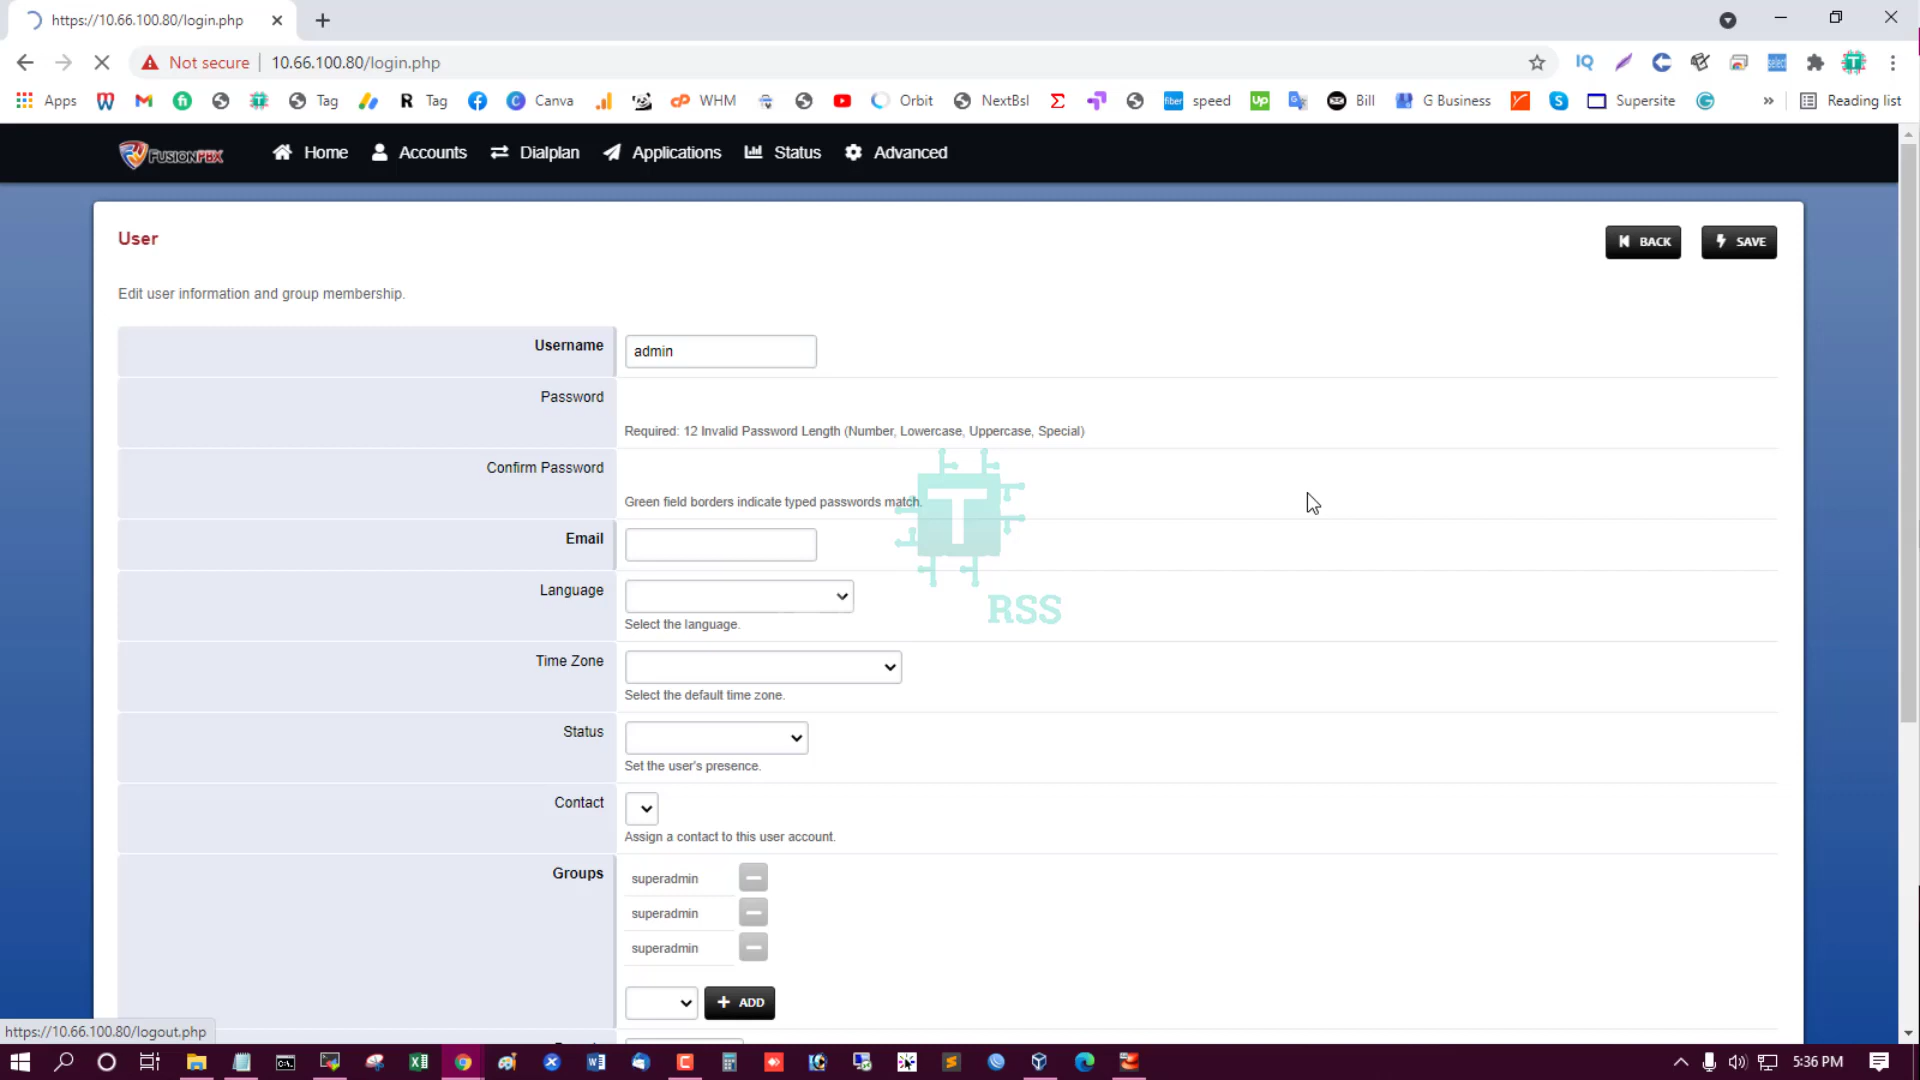 https://10.66.100.80/login.php
Not secure 10.66.100.80/login.php
Apps Tag R Tag Canva WHM Orbit NextBsl fiber speed Up select Bill G Business Supersite » Reading list
FUSIONPBX Home Accounts Dialplan Applications Status Advanced
User BACK SAVE
Edit user information and group membership.
Username admin
Password
Required: 12 Invalid Password Length (Number, Lowercase, Uppercase, Special)
Confirm Password
Green field borders indicate typed passwords match.
Email
Language
Select the language.
Time Zone
Select the default time zone.
Status
Set the user's presence.
Contact
Assign a contact to this user account.
Groups superadmin
superadmin
superadmin
ADD
T
RSS
https://10.66.100.80/logout.php
5:36 PM